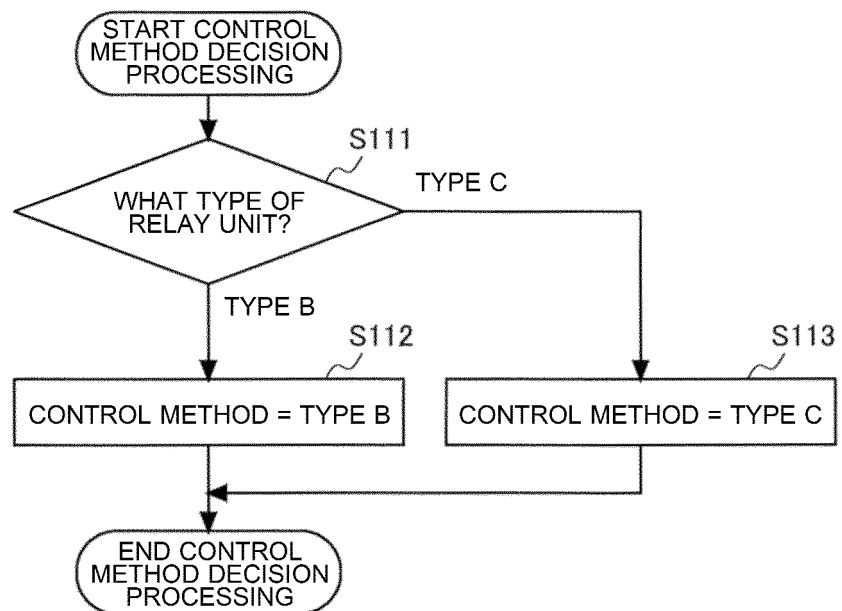 START CONTROL
METHOD DECISION
PROCESSING
S111
TYPE C
WHAT TYPE OF
RELAY UNIT?
TYPE B
S112
S113
CONTROL METHOD = TYPE B
CONTROL METHOD = TYPE C
END CONTROL
METHOD DECISION
PROCESSING